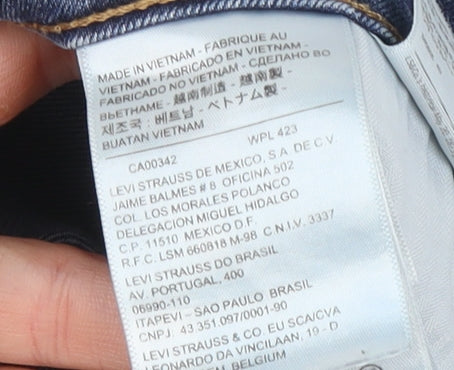 MADE IN VIETNAM - FABRIQUE AU
VIETNAM - FABRICADO EN VIETNAM -
FABRICADO NO VIETNAM - СДЕЛАНО ВО
ВЬЕТНАМЕ - 越南制造 - 越南製 -
제조국 : 베트남 - ベトナム製 -
BUATAN VIETNAM
CA00342 WPL 423
LEVI STRAUSS DE MEXICO, S.A. DE C.V.
JAIME BALMES # 8 OFICINA 502
COL. LOS MORALES POLANCO
DELEGACION MIGUEL HIDALGO
C.P. 11510 MEXICO D.F.
R.F.C. LSM 660818 M-98 C.N.I.V. 3337
LEVI STRAUSS DO BRASIL
AV. PORTUGAL, 400
06990-110
ITAPEVI - SAO PAULO BRASIL
CNPJ. 43.351.097/0001-90
LEVI STRAUSS & CO. EU SCA/CVA
LEONARDO DA VINCILAAN, 19 - D
BELGIUM